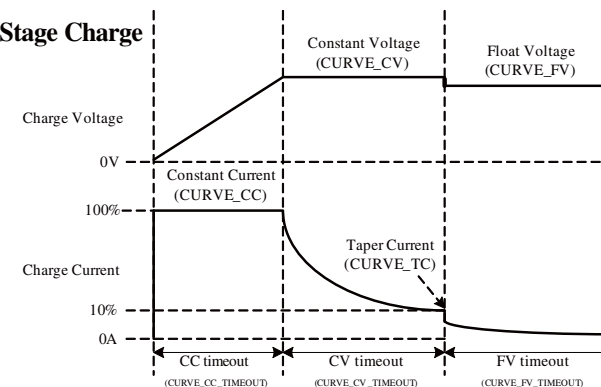 Stage Charge
Constant Voltage
(CURVE_CV)
Float Voltage
(CURVE_FV)
Charge Voltage
0V
Constant Current
(CURVE_CC)
100%
Taper Current
(CURVE_TC)
Charge Current
10%
0A
CC timeout
CV timeout
FV timeout
(CURVE_CC_TIMEOUT)
(CURVE_CV_TIMEOUT)
(CURVE_FV_TIMEOUT)